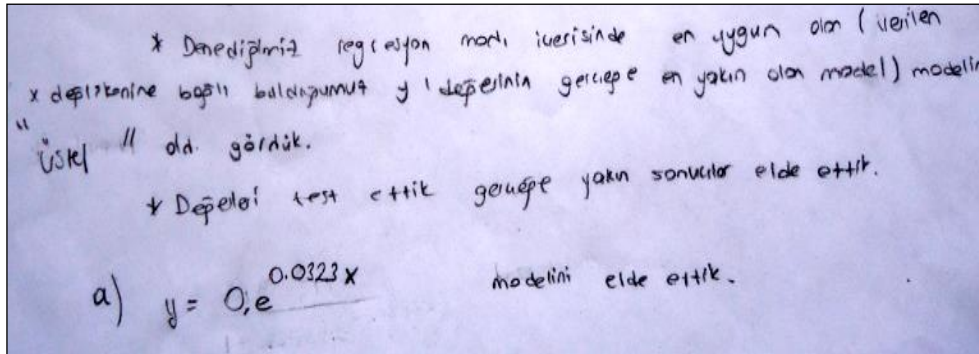 * Denediğimiz regresyon mod. içerisinde en uygun olan (verilen
x değişkenine bağlı bulduğumuz y değerinin gerçeğe en yakın olan model) modelin
"Üstel" old. gördük.
* Değerleri test ettik gerçeğe yakın sonuçlar elde ettik.
a) y = 0,e^0.0323x modelini elde ettik.